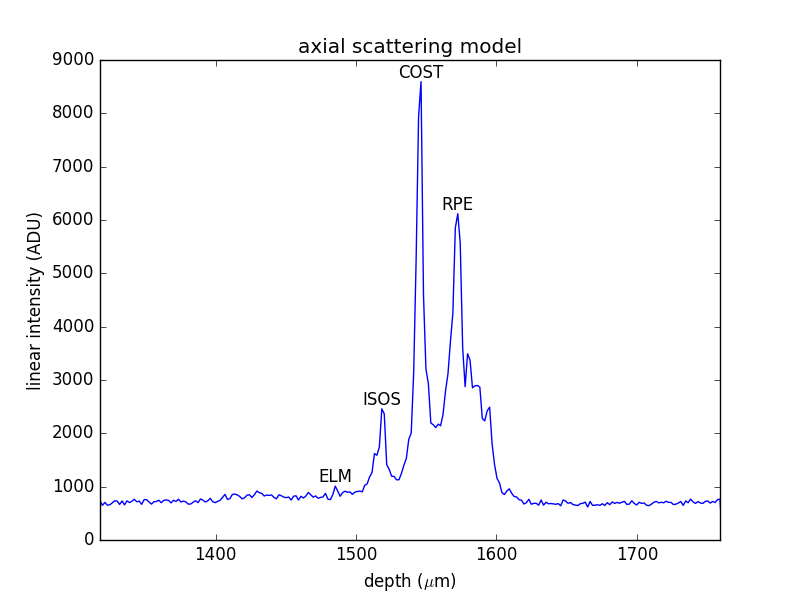 axial scattering model
9000
8000
7000
6000
5000
4000
3000
2000
1000
0
linear intensity (ADU)
COST
RPE
ISOS
ELM
1400 1500 1600 1700
depth (μm)